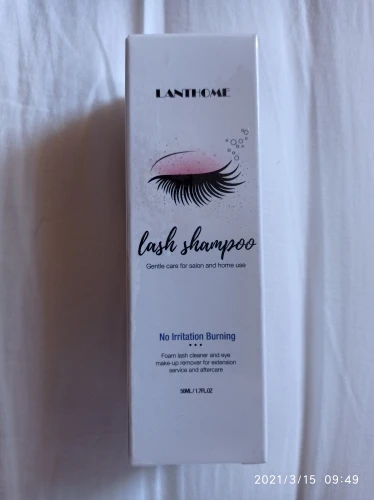 LANTHOME
lash shampoo
Gentle care for salon and home use
No Irritation Burning
Foam lash cleaner and eye
make-up remover for extension
service and aftercare
50ML/1.7FL.OZ
2021/3/15 09:49